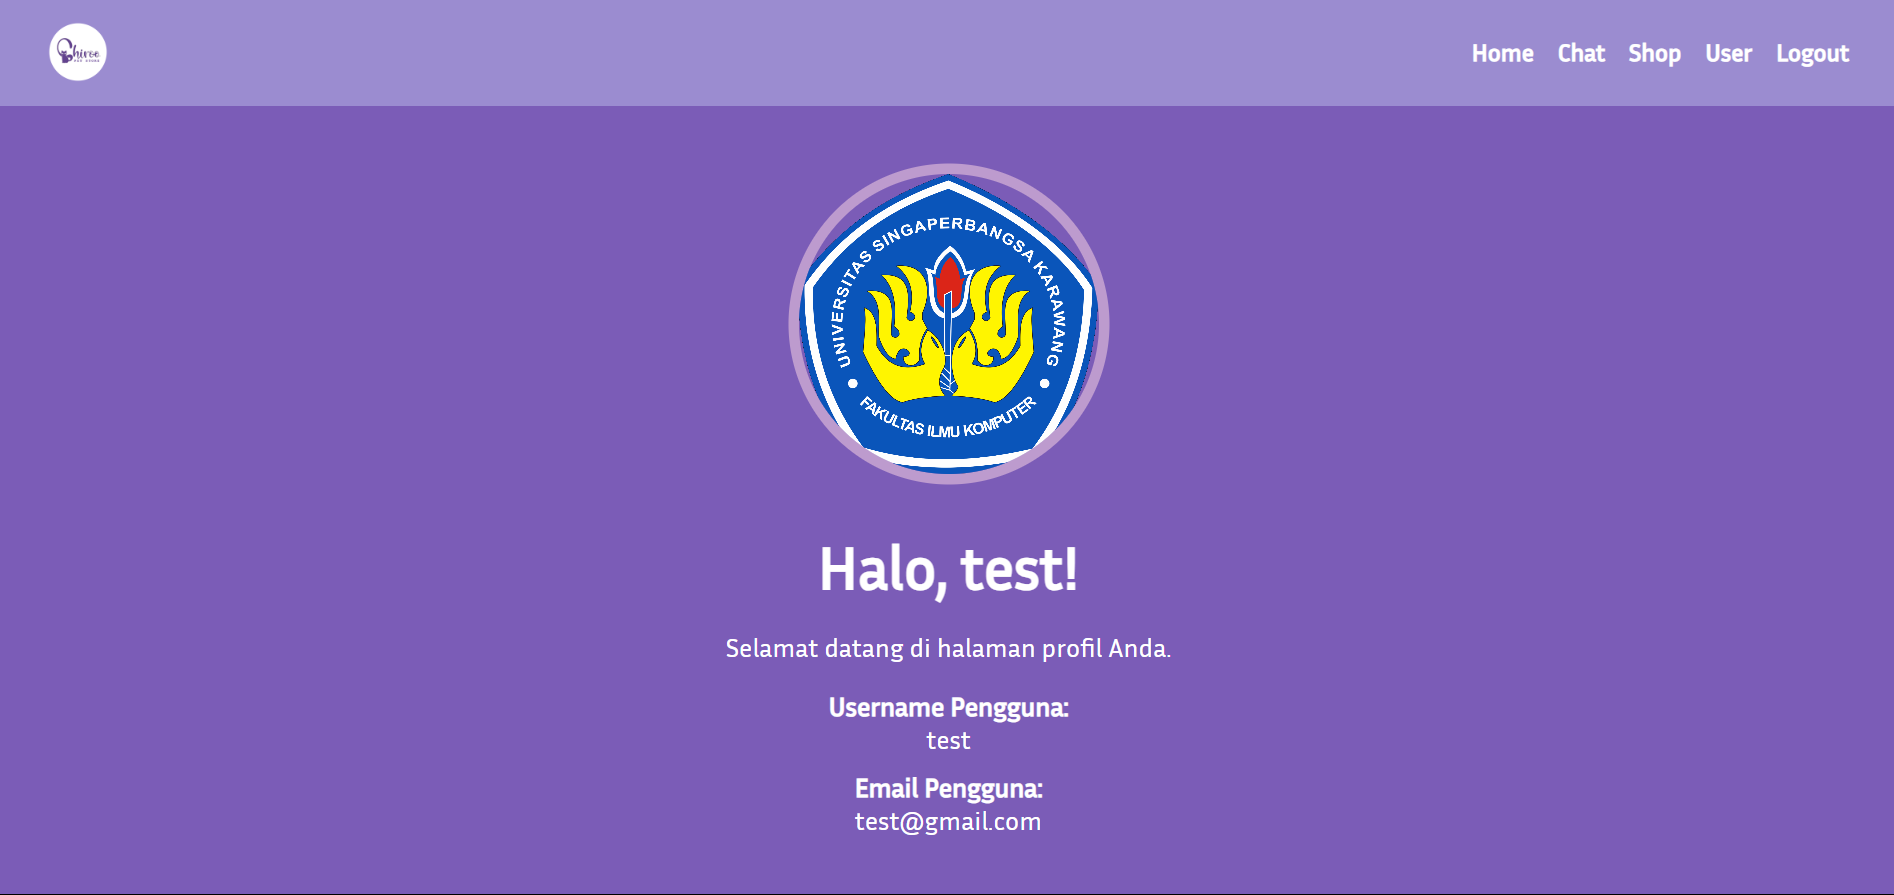 Chiroo
Home Chat Shop User Logout
UNIVERSITAS SINGAPERBANGSA KARAWANG
FAKULTAS ILMU KOMPUTER
Halo, test!
Selamat datang di halaman profil Anda.
Username Pengguna:
test
Email Pengguna:
test@gmail.com